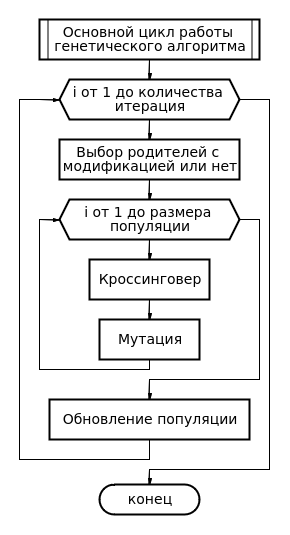 Основной цикл работы
генетического алгоритма
i от 1 до количества
итерация
Выбор родителей с
модификацией или нет
i от 1 до размера
популяции
Кроссинговер
Мутация
Обновление популяции
конец